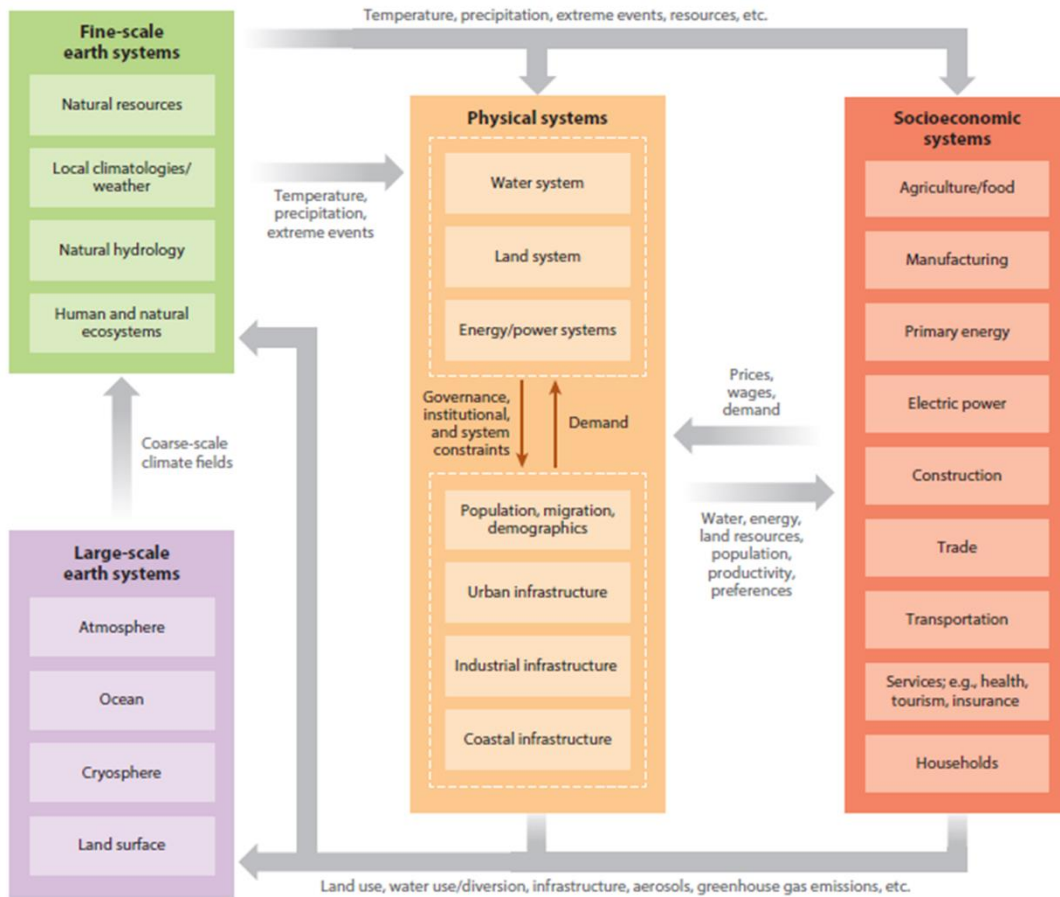 Temperature, precipitation, extreme events, resources, etc.
Fine-scale
earth systems
Natural resources
Local climatologies/
weather
Natural hydrology
Human and natural
ecosystems
Temperature,
precipitation,
extreme events
Coarse-scale
climate fields
Large-scale
earth systems
Atmosphere
Ocean
Cryosphere
Land surface
Physical systems
Water system
Land system
Energy/power systems
Governance,
institutional,
and system
constraints
Demand
Population, migration,
demographics
Urban infrastructure
Industrial infrastructure
Coastal infrastructure
Prices,
wages,
demand
Water, energy,
land resources,
population,
productivity,
preferences
Socioeconomic
systems
Agriculture/food
Manufacturing
Primary energy
Electric power
Construction
Trade
Transportation
Services; e.g., health,
tourism, insurance
Households
Land use, water use/diversion, infrastructure, aerosols, greenhouse gas emissions, etc.